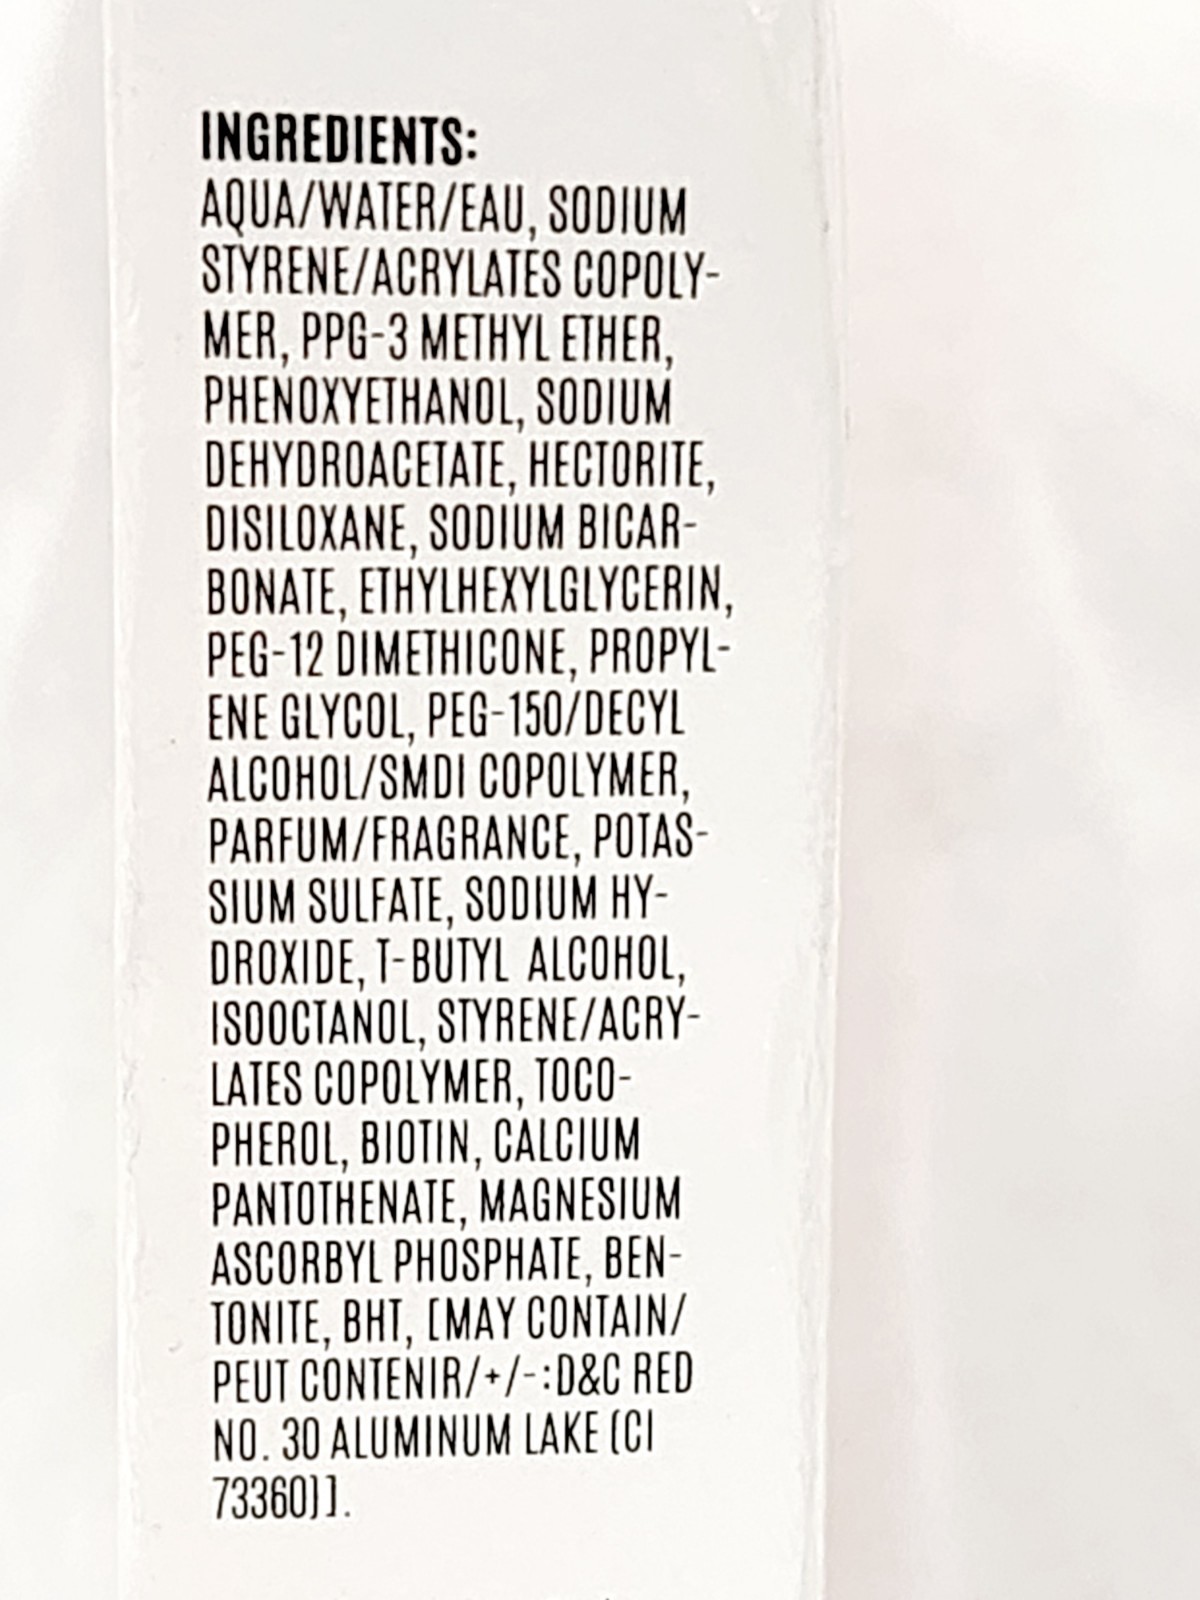 INGREDIENTS:
AQUA/WATER/EAU, SODIUM
STYRENE/ACRYLATES COPOLY-
MER, PPG-3 METHYL ETHER,
PHENOXYETHANOL, SODIUM
DEHYDROACETATE, HECTORITE,
DISILOXANE, SODIUM BICAR-
BONATE, ETHYLHEXYLGLYCERIN,
PEG-12 DIMETHICONE, PROPYL-
ENE GLYCOL, PEG-150/DECYL
ALCOHOL/SMDI COPOLYMER,
PARFUM/FRAGRANCE, POTAS-
SIUM SULFATE, SODIUM HY-
DROXIDE, T-BUTYL ALCOHOL,
ISOOCTANOL, STYRENE/ACRY-
LATES COPOLYMER, TOCO-
PHEROL, BIOTIN, CALCIUM
PANTOTHENATE, MAGNESIUM
ASCORBYL PHOSPHATE, BEN-
TONITE, BHT, [MAY CONTAIN/
PEUT CONTENIR/+/-:D&C RED
NO. 30 ALUMINUM LAKE (CI
73360)].